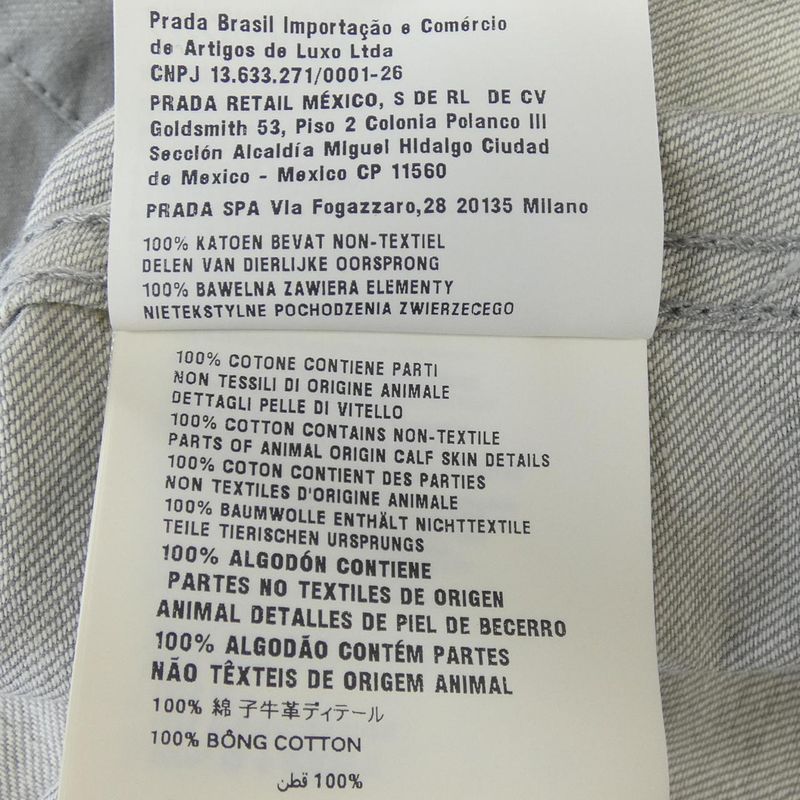 Prada Brasil Importação e Comércio
de Artigos de Luxo Ltda
CNPJ 13.633.271/0001-26
PRADA RETAIL MÉXICO, S DE RL DE CV
Goldsmith 53, Piso 2 Colonia Polanco III
Sección Alcaldía Miguel Hidalgo Ciudad
de Mexico - Mexico CP 11560
PRADA SPA Via Fogazzaro,28 20135 Milano
100% KATOEN BEVAT NON-TEXTIEL
DELEN VAN DIERLIJKE OORSPRONG
100% BAWELNA ZAWIERA ELEMENTY
NIETEKSTYLNE POCHODZENIA ZWIERZECEGO
100% COTONE CONTIENE PARTI
NON TESSILI DI ORIGINE ANIMALE
DETTAGLI PELLE DI VITELLO
100% COTTON CONTAINS NON-TEXTILE
PARTS OF ANIMAL ORIGIN CALF SKIN DETAILS
100% COTON CONTIENT DES PARTIES
NON TEXTILES D'ORIGINE ANIMALE
100% BAUMWOLLE ENTHÄLT NICHTTEXTILE
TEILE TIERISCHEN URSPRUNGS
100% ALGODÓN CONTIENE
PARTES NO TEXTILES DE ORIGEN
ANIMAL DETALLES DE PIEL DE BECERRO
100% ALGODÃO CONTÉM PARTES
NÃO TÊXTEIS DE ORIGEM ANIMAL
100% 綿 子牛革ディテール
100% BÔNG COTTON
100% قطن